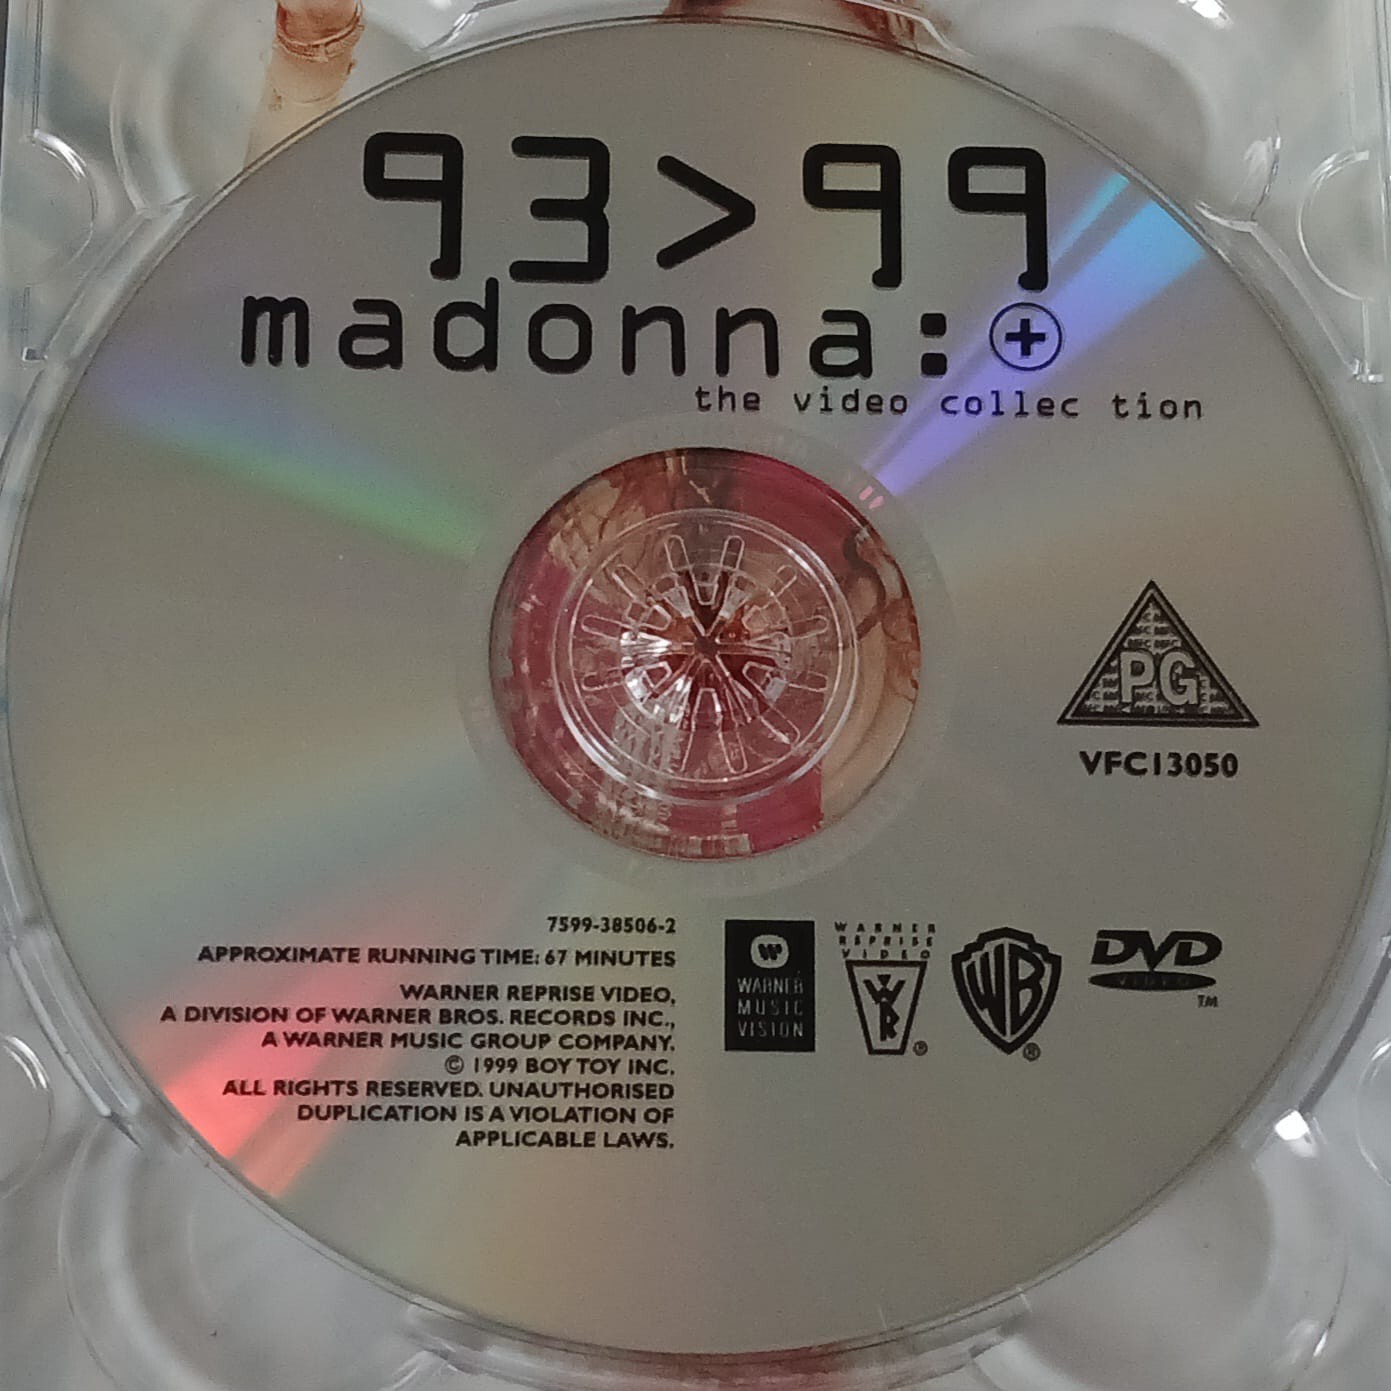 93>99
madonna:+
the video collec tion
PG
VFC13050
7599-38506-2
APPROXIMATE RUNNING TIME: 67 MINUTES
WARNER REPRISE VIDEO,
A DIVISION OF WARNER BROS. RECORDS INC.,
A WARNER MUSIC GROUP COMPANY.
© 1999 BOY TOY INC.
ALL RIGHTS RESERVED. UNAUTHORISED
DUPLICATION IS A VIOLATION OF
APPLICABLE LAWS.
WARNER
MUSIC
VISION
WARNER
REPRISE
VIDEO
WRV
®
WB
®
DVD
VIDEO
TM